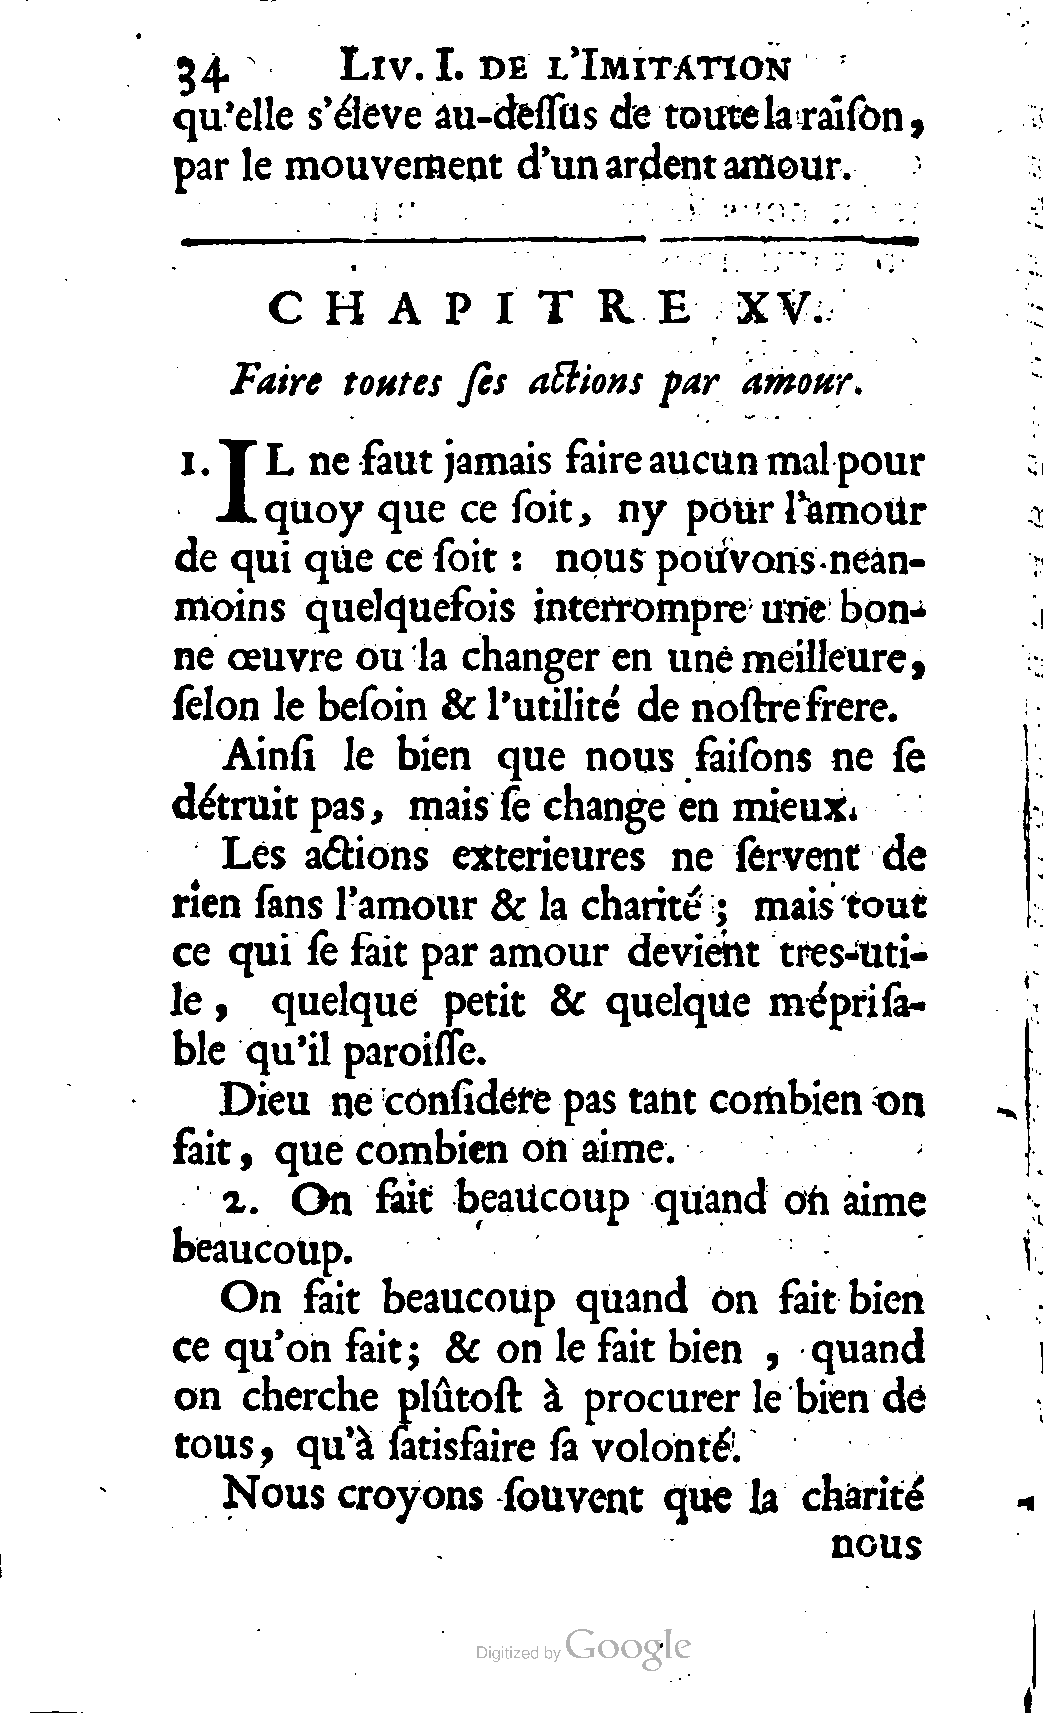 34 LIV. I. DE L'IMITATION
qu'elle s'éleve au-deſſus de toute la raiſon,
par le mouvement d'un ardent amour.
CHAPITRE XV.
Faire toutes ſes actions par amour.
1. IL ne faut jamais faire aucun mal pour
quoy que ce ſoit, ny pour l'amour
de qui que ce ſoit : nous pouvons nean-
moins quelquefois interrompre une bon-
ne œuvre ou la changer en une meilleure,
ſelon le beſoin & l'utilité de noſtre frere.
Ainſi le bien que nous faiſons ne ſe
détruit pas, mais ſe change en mieux.
Les actions exterieures ne ſervent de
rien ſans l'amour & la charité ; mais tout
ce qui ſe fait par amour devient tres-uti-
le , quelque petit & quelque mépriſa-
ble qu'il paroiſſe.
Dieu ne conſidere pas tant combien on
fait, que combien on aime.
2. On fait beaucoup quand on aime
beaucoup.
On fait beaucoup quand on fait bien
ce qu'on fait; & on le fait bien , quand
on cherche plûtoſt à procurer le bien de
tous, qu'à ſatisfaire ſa volonté.
Nous croyons ſouvent que la charité
nous
Digitized by Google